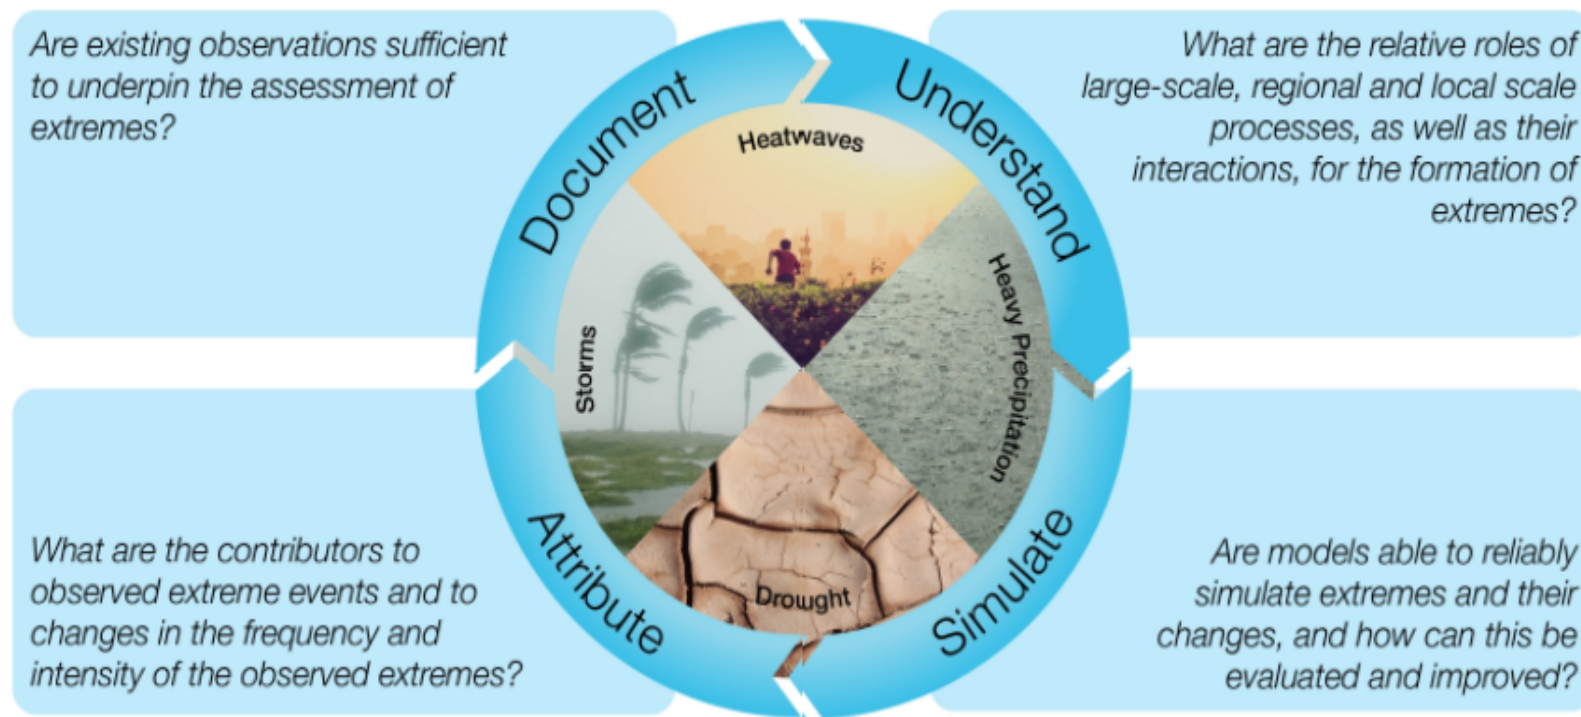 Are existing observations sufficient
to underpin the assessment of
extremes?
What are the relative roles of
large-scale, regional and local scale
processes, as well as their
interactions, for the formation of
extremes?
Document
Understand
Heatwaves
Storms
Heavy Precipitation
Drought
Attribute
Simulate
What are the contributors to
observed extreme events and to
changes in the frequency and
intensity of the observed extremes?
Are models able to reliably
simulate extremes and their
changes, and how can this be
evaluated and improved?